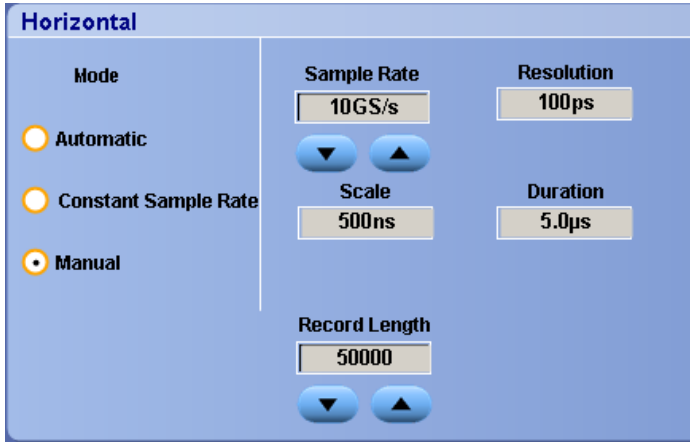 Horizontal
Mode
Automatic
Constant Sample Rate
Manual
Sample Rate
10GS/s
Resolution
100ps
Scale
500ns
Duration
5.0µs
Record Length
50000